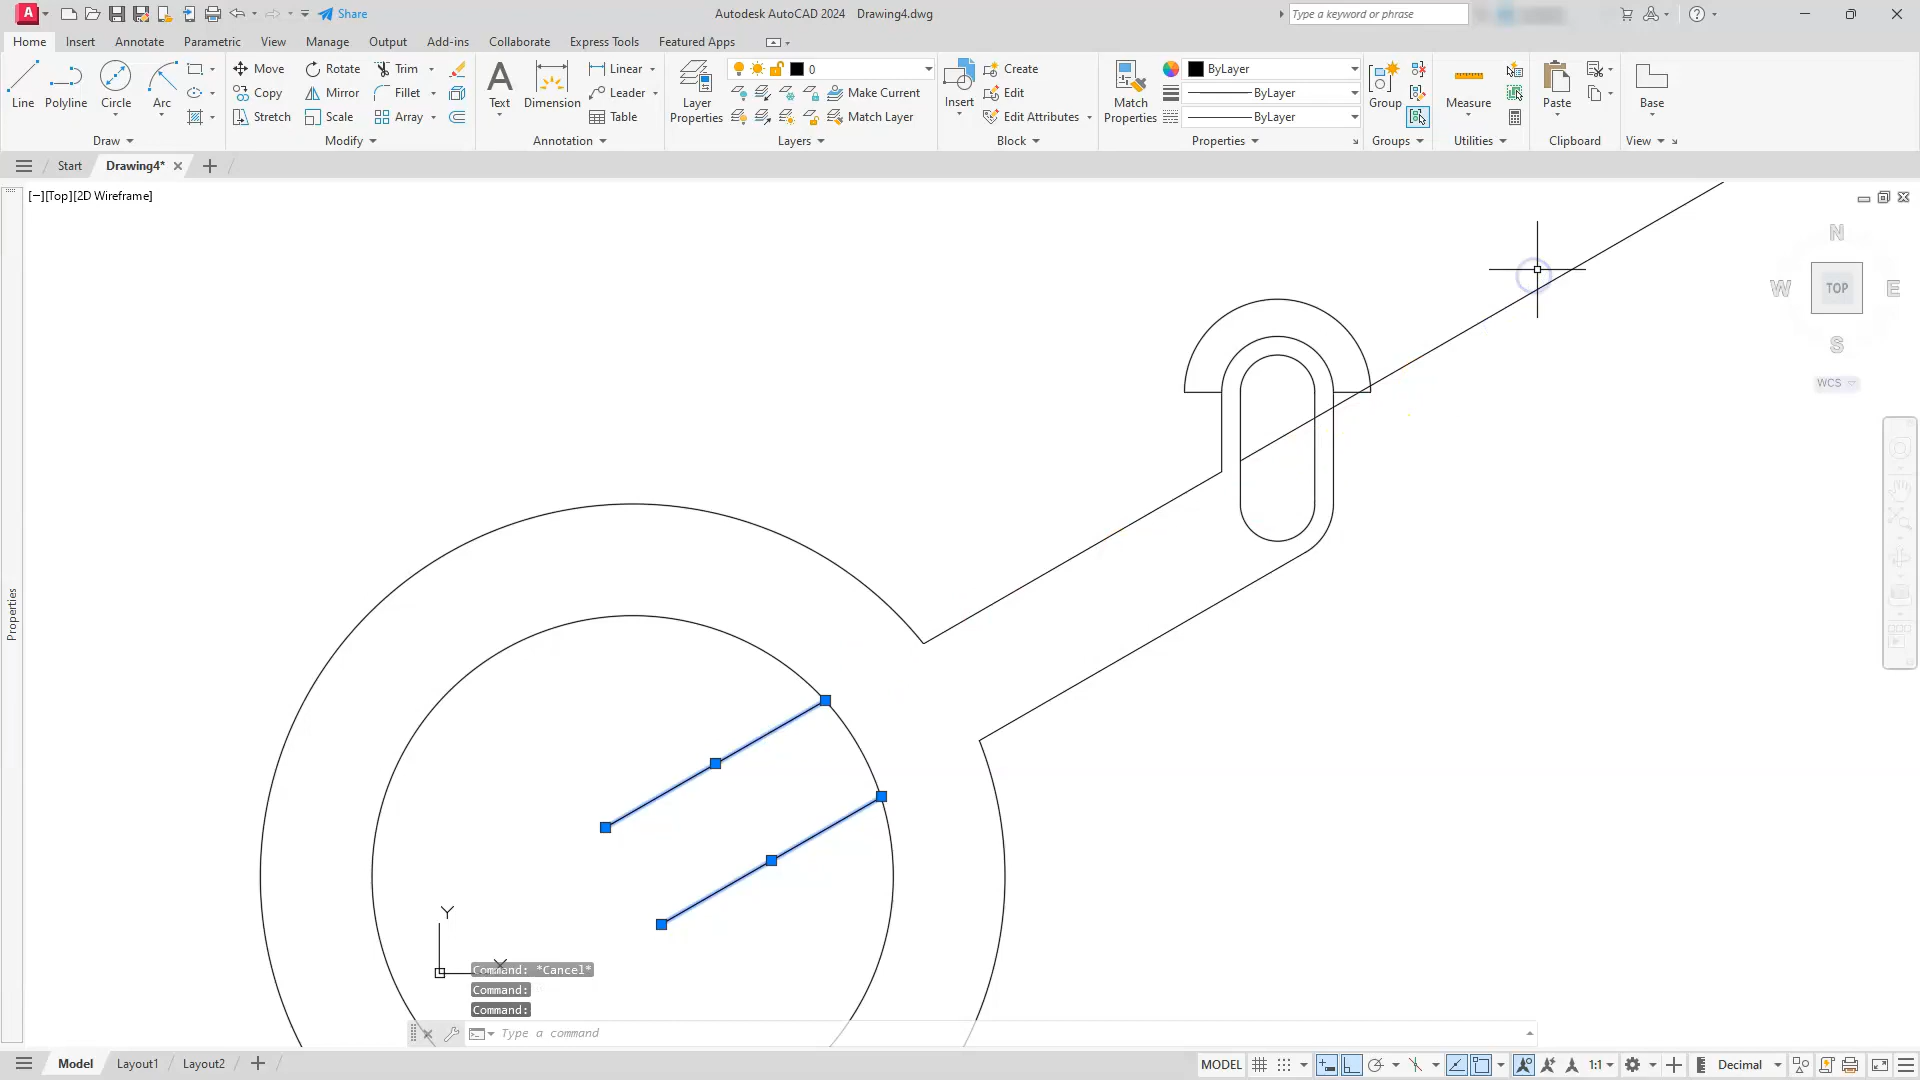 A Share Autodesk AutoCAD 2024 Drawing4.dwg Type a keyword or phrase
Home Insert Annotate Parametric View Manage Output Add-ins Collaborate Express Tools Featured Apps
Line Polyline Circle Arc
Draw
Move Rotate Trim
Copy Mirror Fillet
Stretch Scale Array
Modify
Text Dimension
Linear
Leader
Table
Annotation
Layer Properties
0
Make Current
Match Layer
Layers
Insert
Create
Edit
Edit Attributes
Block
Match Properties
ByLayer
ByLayer
ByLayer
Properties
Group
Groups
Measure
Utilities
Paste
Clipboard
Base
View
Start Drawing4*
[−][Top][2D Wireframe]
N
W TOP E
S
WCS
Properties
Y
X
Command: *Cancel*
Command:
Command:
Type a command
Model Layout1 Layout2 MODEL 1:1 Decimal